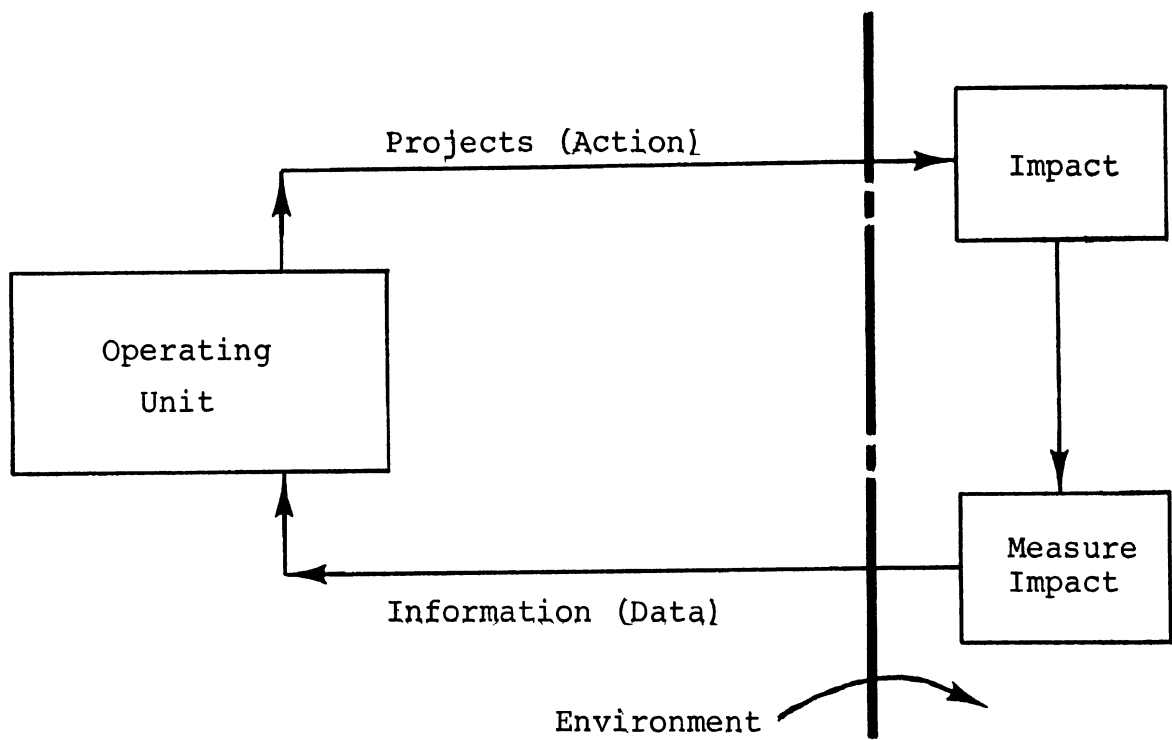 Projects (Action)
Impact
Operating
Unit
Measure
Impact
Information (Data)
Environment